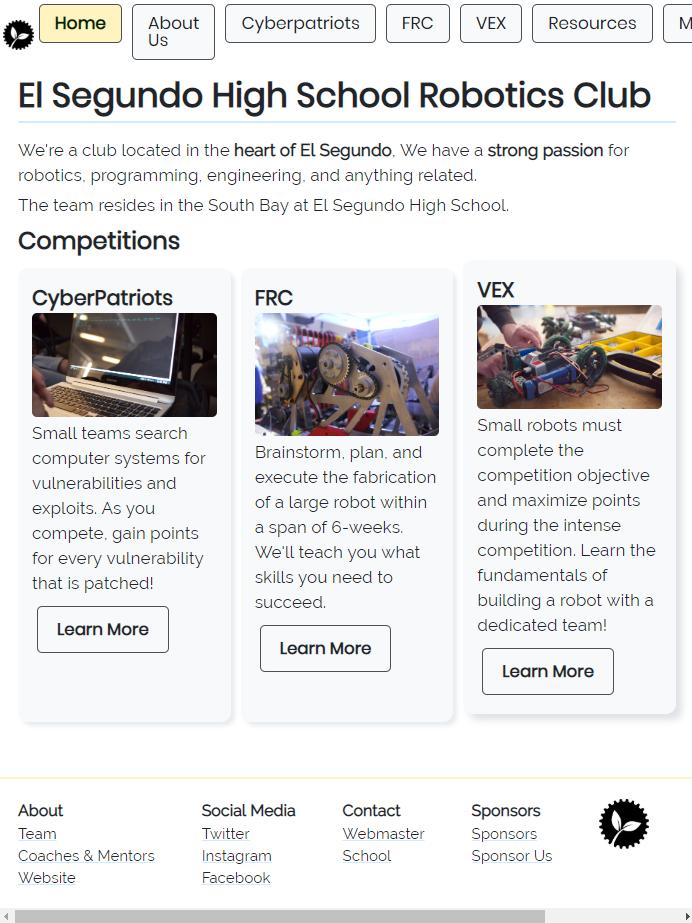 Home
About Us
Cyberpatriots
FRC
VEX
Resources
El Segundo High School Robotics Club
We're a club located in the heart of El Segundo, We have a strong passion for
robotics, programming, engineering, and anything related.
The team resides in the South Bay at El Segundo High School.
Competitions
CyberPatriots
Small teams search
computer systems for
vulnerabilities and
exploits. As you
compete, gain points
for every vulnerability
that is patched!
Learn More
FRC
Brainstorm, plan, and
execute the fabrication
of a large robot within
a span of 6-weeks.
We'll teach you what
skills you need to
succeed.
Learn More
VEX
Small robots must
complete the
competition objective
and maximize points
during the intense
competition. Learn the
fundamentals of
building a robot with a
dedicated team!
Learn More
About
Team
Coaches & Mentors
Website
Social Media
Twitter
Instagram
Facebook
Contact
Webmaster
School
Sponsors
Sponsors
Sponsor Us